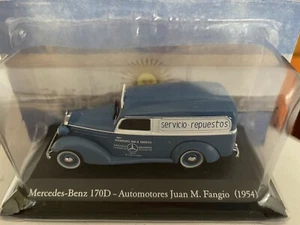 servicio-repuestos
Mercedes-Benz 170D - Automotores Juan M. Fangio (1954)